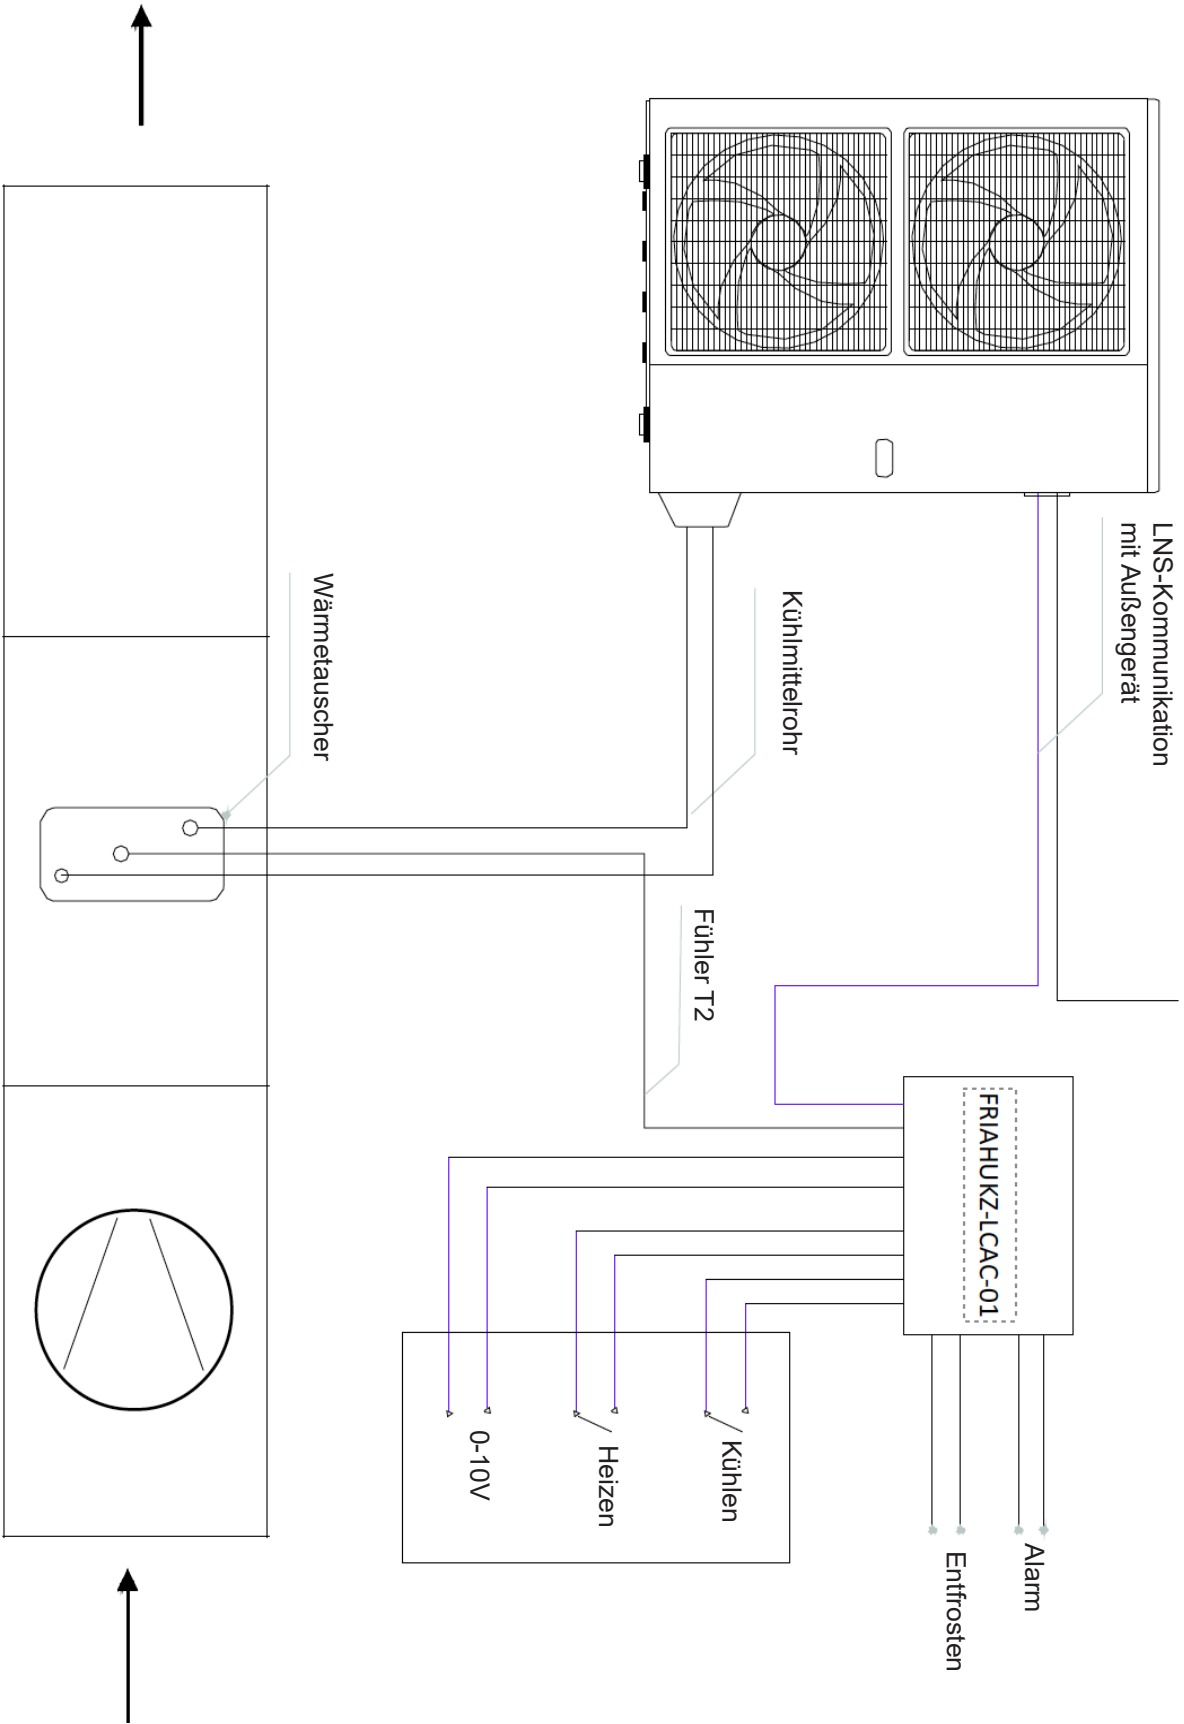 LNS-Kommunikation
mit Außengerät
Kühlmittelrohr
Wärmetauscher
Fühler T2
FRIAHUKZ-LCAC-01
Alarm
Entfrosten
Kühlen
Heizen
0-10V